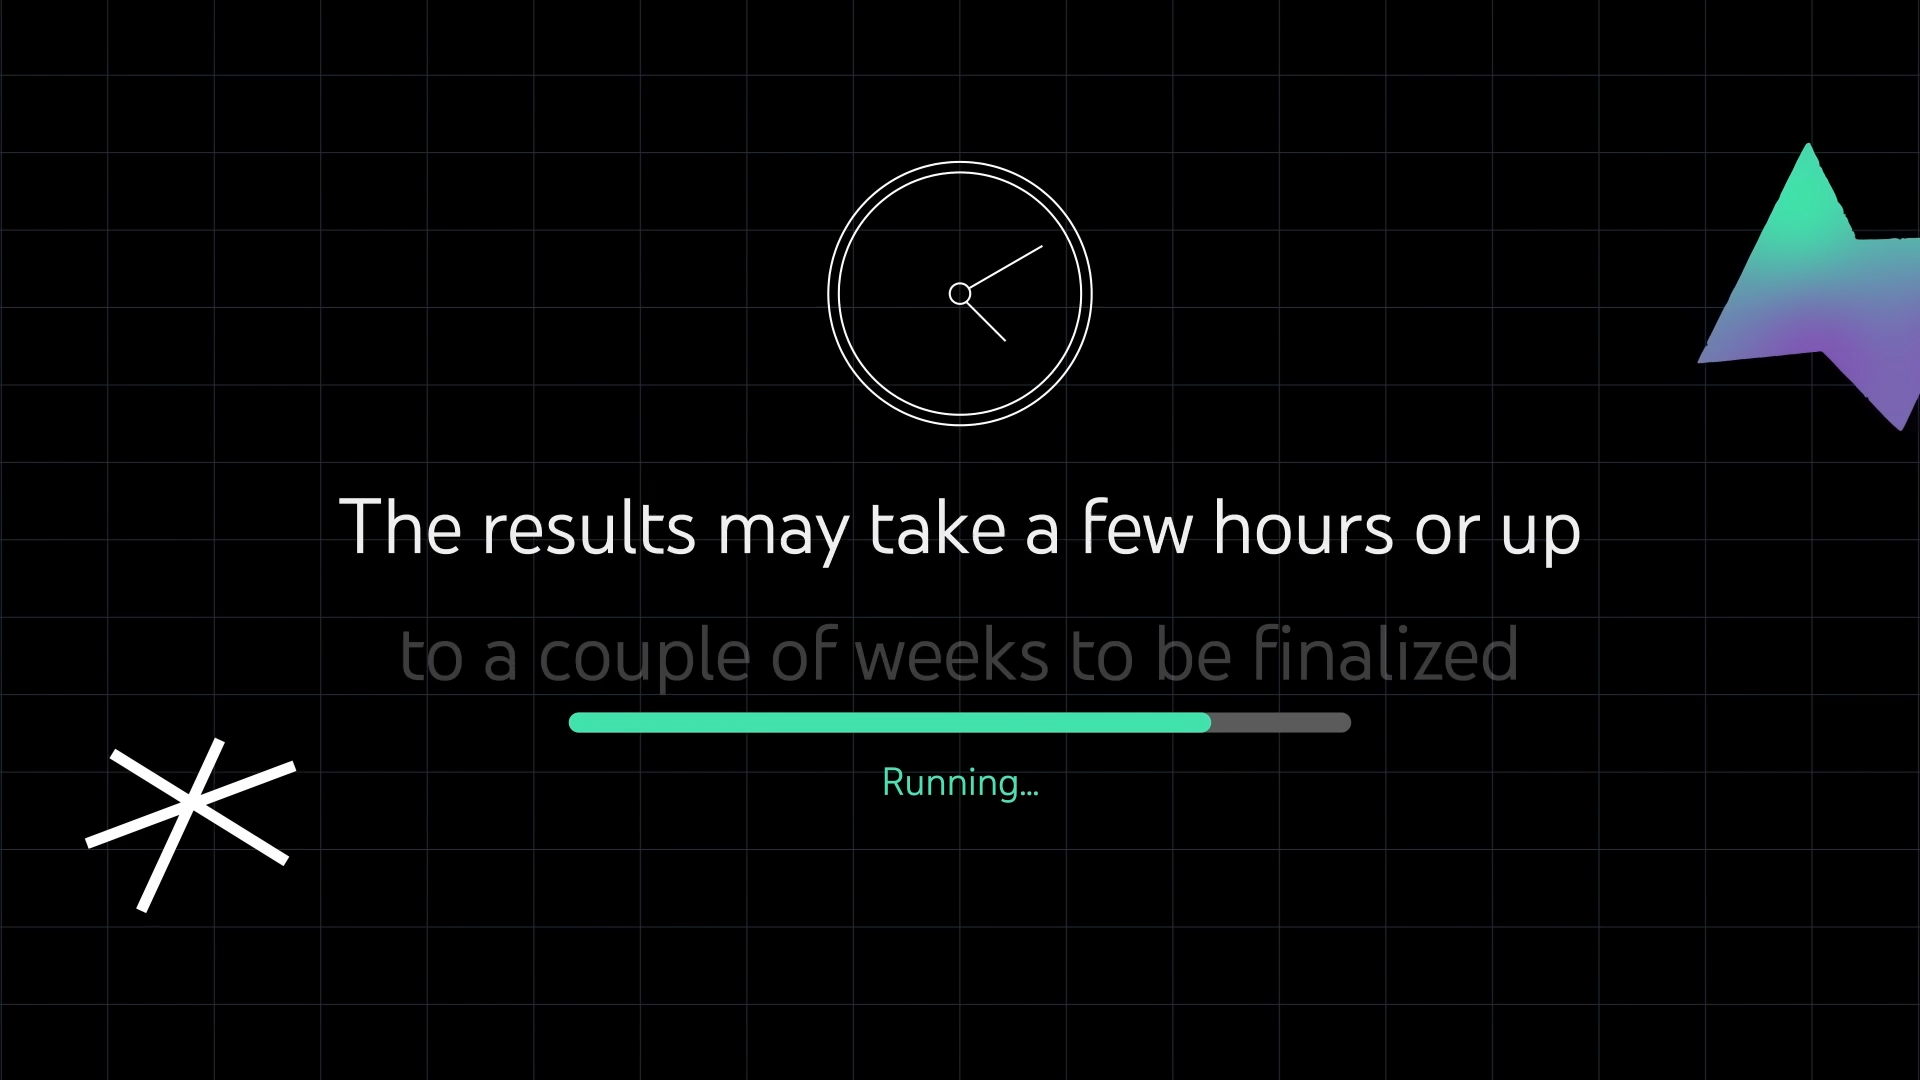 The results may take a few hours or up
to a couple of weeks to be finalized
Running...